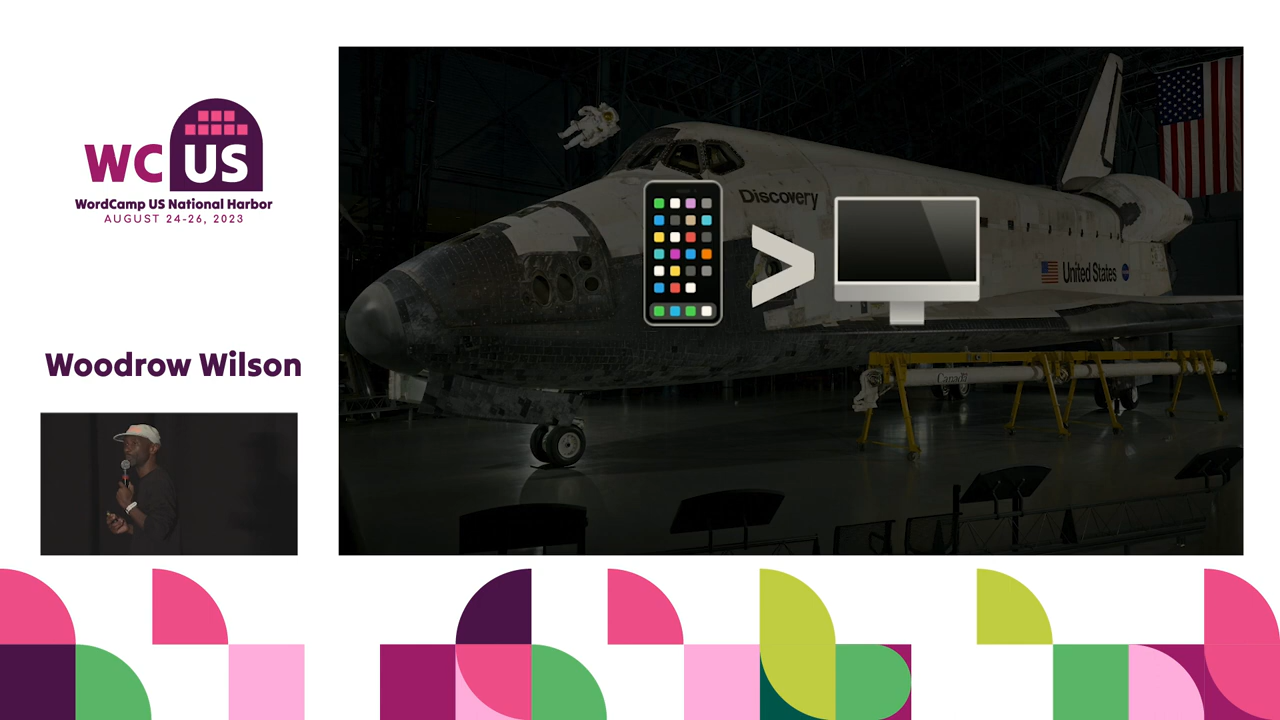 WC US
WordCamp US National Harbor
AUGUST 24-26, 2023
Woodrow Wilson
Discovery
>
United States
Canada